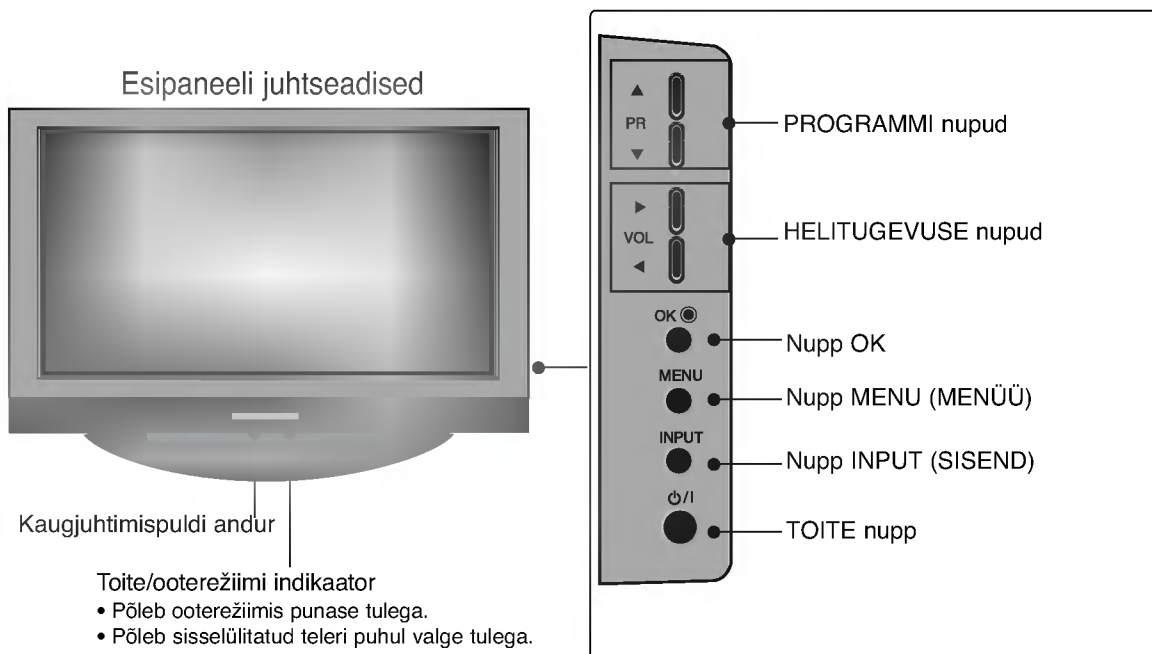 Esipaneeli juhtseadised
Kaugjuhtimispuldi andur
Toite/ooterežiimi indikaator
• Põleb ooterežiimis punase tulega.
• Põleb sisselülitatud teleri puhul valge tulega.
▲
PR
▼
PROGRAMMI nupud
►
VOL
◄
HELITUGEVUSE nupud
OK
Nupp OK
MENU
Nupp MENU (MENÜÜ)
INPUT
Nupp INPUT (SISEND)
⏻/I
TOITE nupp